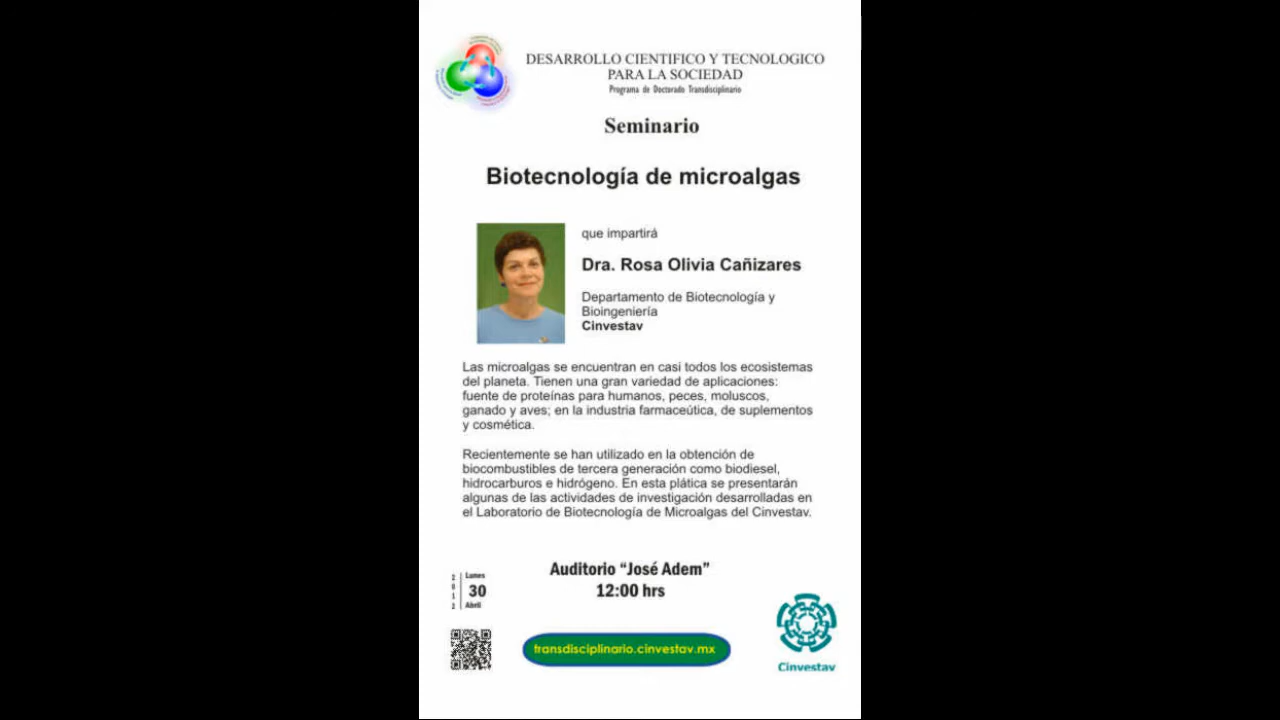 DESARROLLO CIENTIFICO Y TECNOLOGICO
PARA LA SOCIEDAD
Programa de Doctorado Transdisciplinario
Seminario
Biotecnología de microalgas
que impartirá
Dra. Rosa Olivia Cañizares
Departamento de Biotecnología y
Bioingeniería
Cinvestav
Las microalgas se encuentran en casi todos los ecosistemas
del planeta. Tienen una gran variedad de aplicaciones:
fuente de proteínas para humanos, peces, moluscos,
ganado y aves; en la industria farmaceútica, de suplementos
y cosmética.
Recientemente se han utilizado en la obtención de
biocombustibles de tercera generación como biodiesel,
hidrocarburos e hidrógeno. En esta plática se presentarán
algunas de las actividades de investigación desarrolladas en
el Laboratorio de Biotecnología de Microalgas del Cinvestav.
Auditorio “José Adem”
12:00 hrs
2012
Lunes
30
Abril
transdisciplinario.cinvestav.mx
Cinvestav